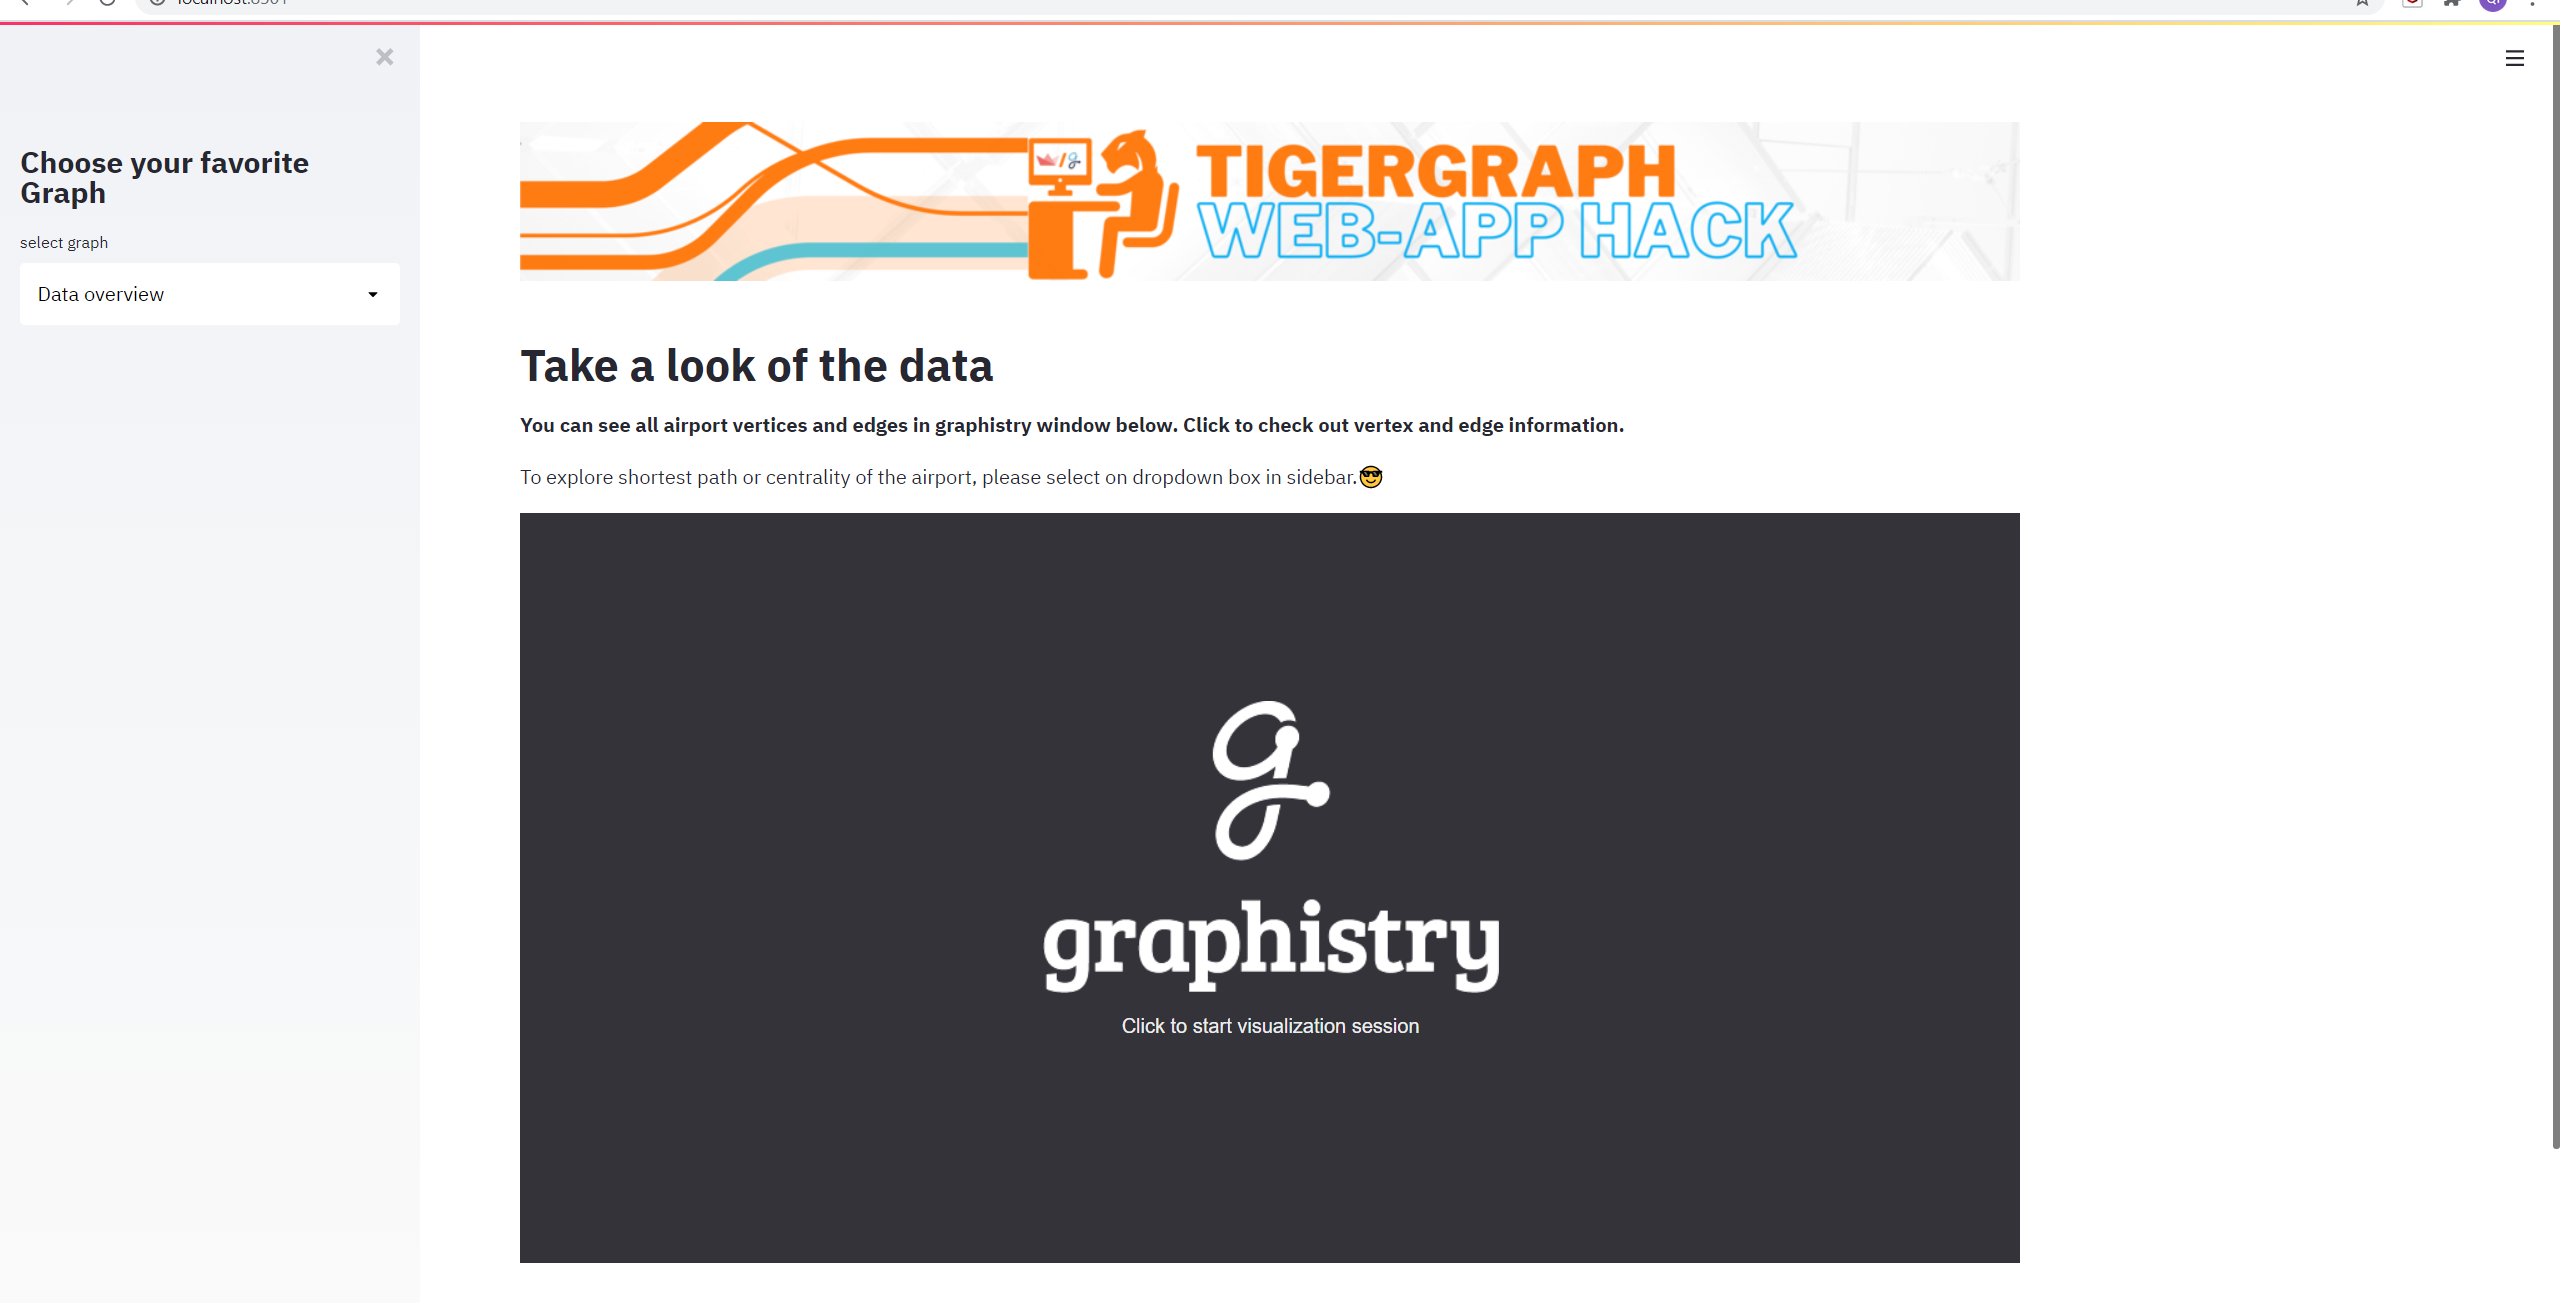 Choose your favorite
Graph
select graph
Data overview
TIGERGRAPH
WEB-APP HACK
Take a look of the data
You can see all airport vertices and edges in graphistry window below. Click to check out vertex and edge information.
To explore shortest path or centrality of the airport, please select on dropdown box in sidebar.😎
graphistry
Click to start visualization session